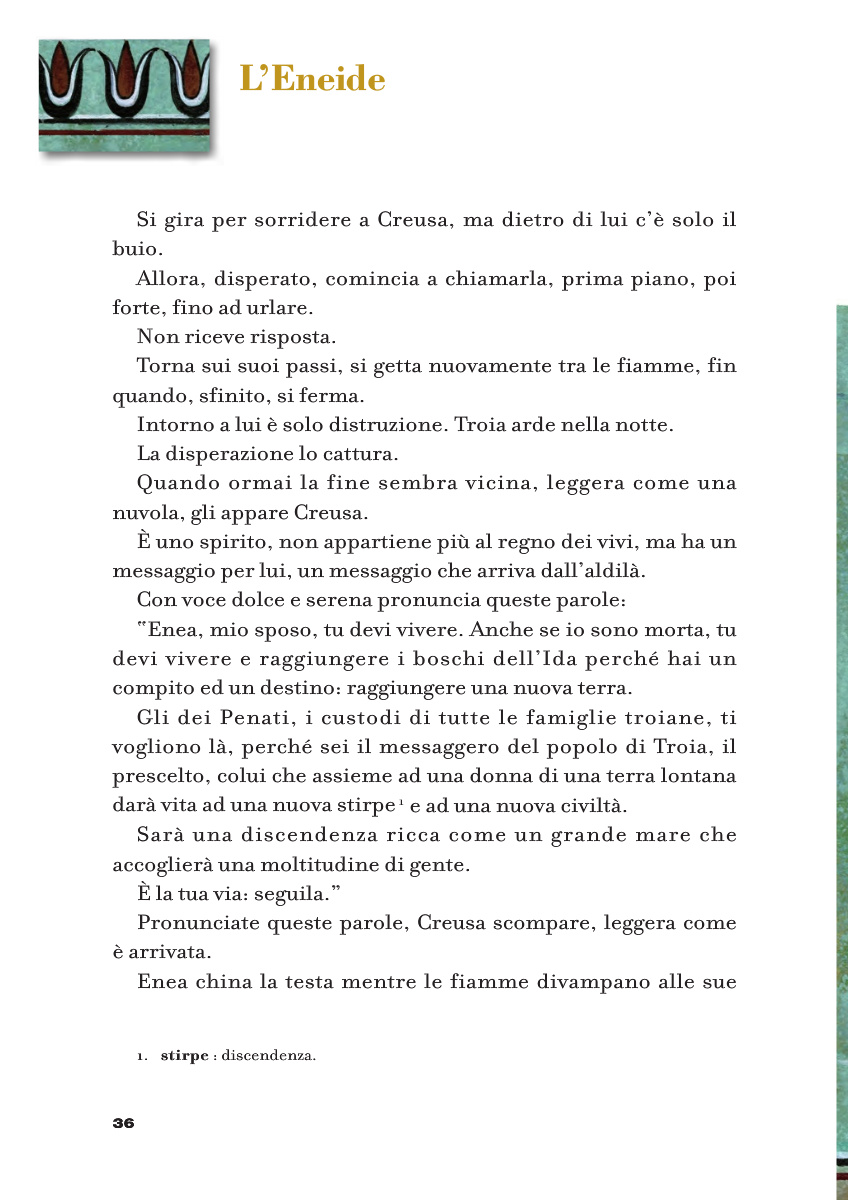 L'Eneide
Si gira per sorridere a Creusa, ma dietro di lui c'è solo il
buio.
Allora, disperato, comincia a chiamarla, prima piano, poi
forte, fino ad urlare.
Non riceve risposta.
Torna sui suoi passi, si getta nuovamente tra le fiamme, fin
quando, sfinito, si ferma.
Intorno a lui è solo distruzione. Troia arde nella notte.
La disperazione lo cattura.
Quando ormai la fine sembra vicina, leggera come una
nuvola, gli appare Creusa.
È uno spirito, non appartiene più al regno dei vivi, ma ha un
messaggio per lui, un messaggio che arriva dall'aldilà.
Con voce dolce e serena pronuncia queste parole:
‟Enea, mio sposo, tu devi vivere. Anche se io sono morta, tu
devi vivere e raggiungere i boschi dell'Ida perché hai un
compito ed un destino: raggiungere una nuova terra.
Gli dei Penati, i custodi di tutte le famiglie troiane, ti
vogliono là, perché sei il messaggero del popolo di Troia, il
prescelto, colui che assieme ad una donna di una terra lontana
darà vita ad una nuova stirpe¹ e ad una nuova civiltà.
Sarà una discendenza ricca come un grande mare che
accoglierà una moltitudine di gente.
È la tua via: seguila.”
Pronunciate queste parole, Creusa scompare, leggera come
è arrivata.
Enea china la testa mentre le fiamme divampano alle sue
1. stirpe : discendenza.
36